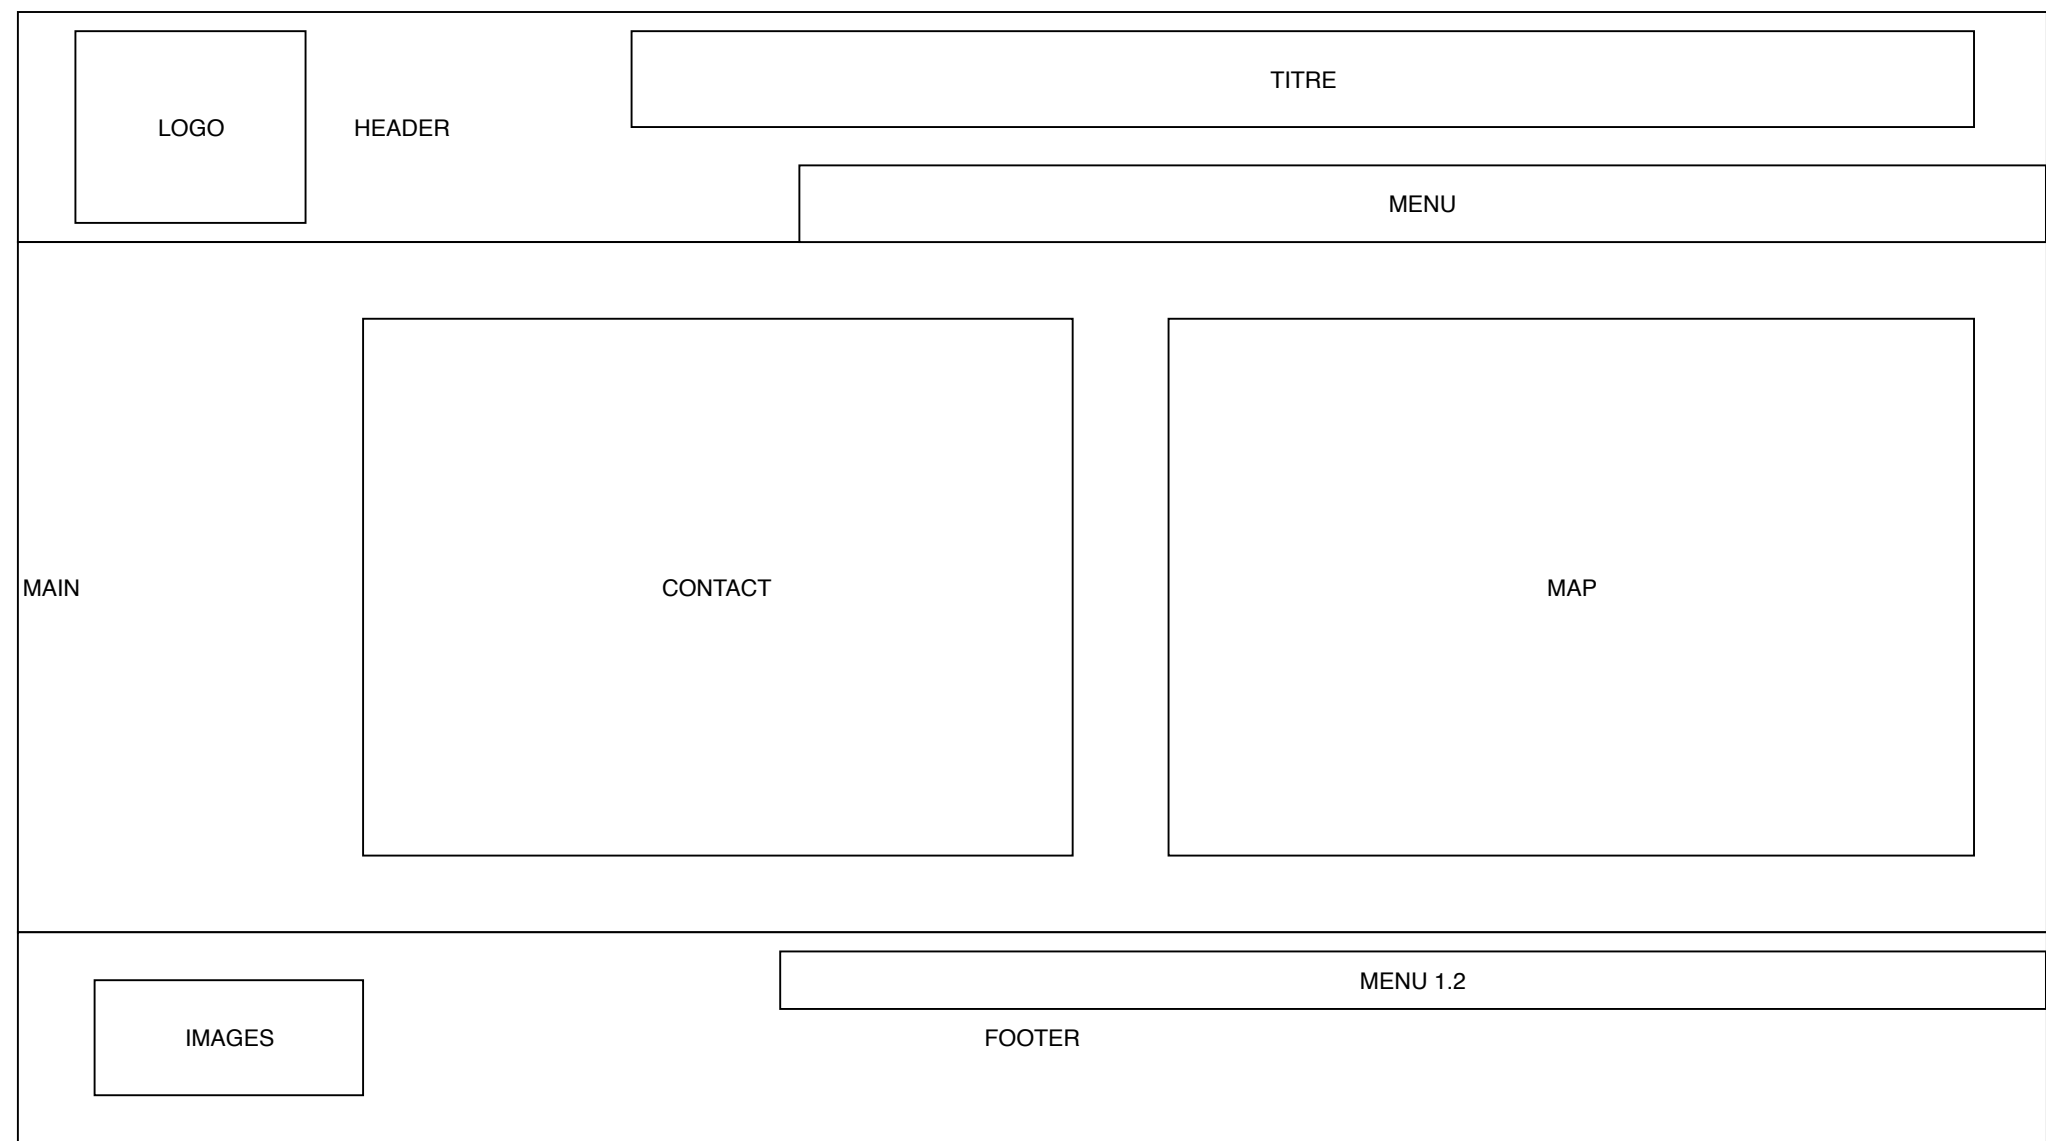 TITRE
LOGO
HEADER
MENU
MAIN
CONTACT
MAP
MENU 1.2
IMAGES
FOOTER